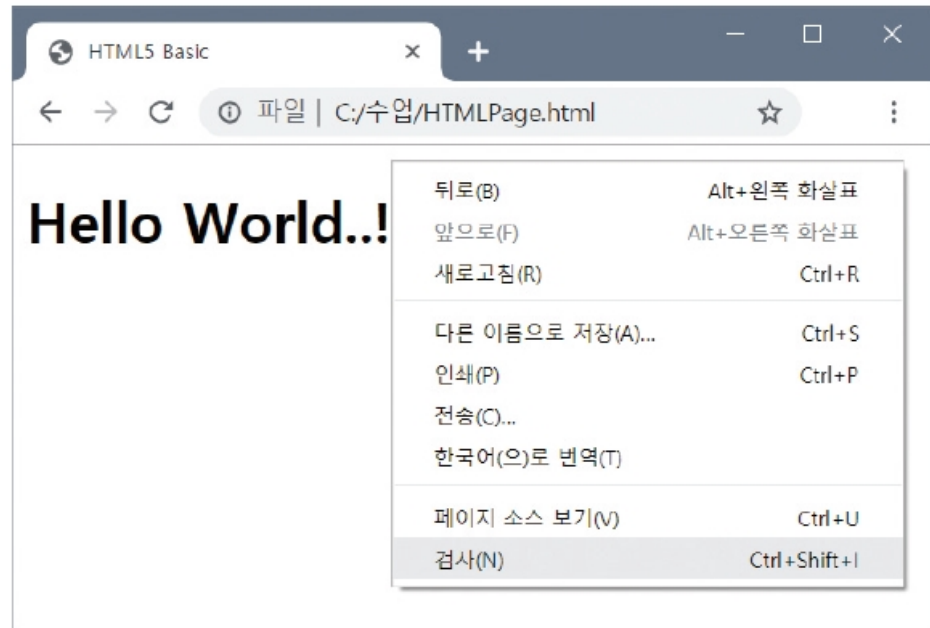 HTML5 Basic
파일 | C:/수업/HTMLPage.html
Hello World..!
뒤로(B) Alt+왼쪽 화살표
앞으로(F) Alt+오른쪽 화살표
새로고침(R) Ctrl+R
다른 이름으로 저장(A)... Ctrl+S
인쇄(P) Ctrl+P
전송(C)...
한국어(으)로 번역(T)
페이지 소스 보기(V) Ctrl+U
검사(N) Ctrl+Shift+I